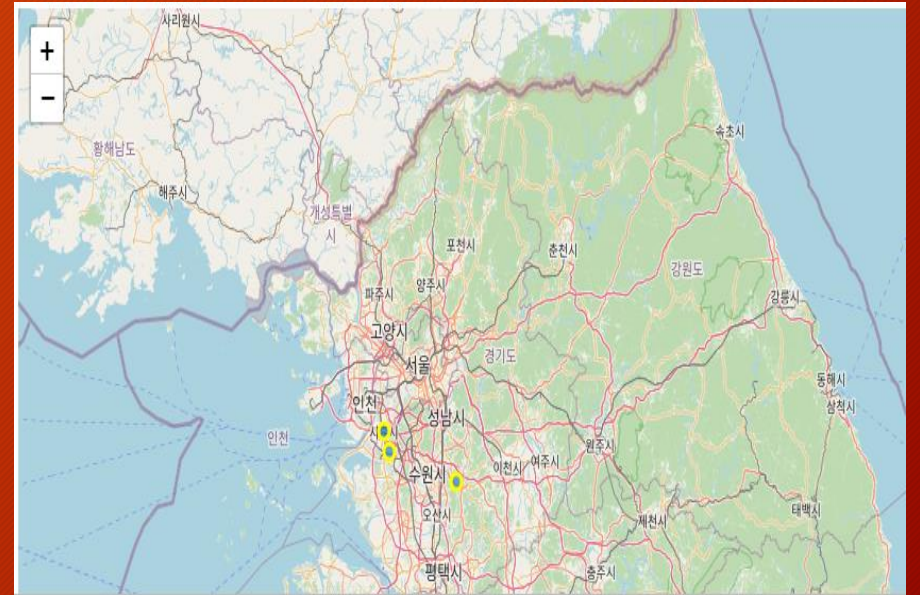 +
−
사리원시
황해남도
해주시
개성특별
시
속초시
포천시
춘천시
강원도
파주시
양주시
강릉시
고양시
서울
경기도
동해시
삼척시
인천
성남시
인천
원주시
수원시
이천시
여주시
오산시
제천시
태백시
평택시
충주시